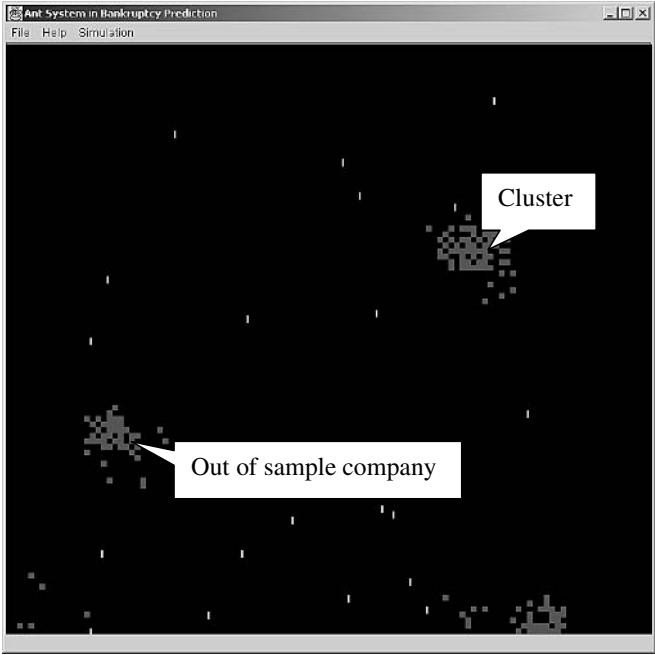 Ant System in Bankruptcy Prediction
File Help Simulation
Cluster
Out of sample company